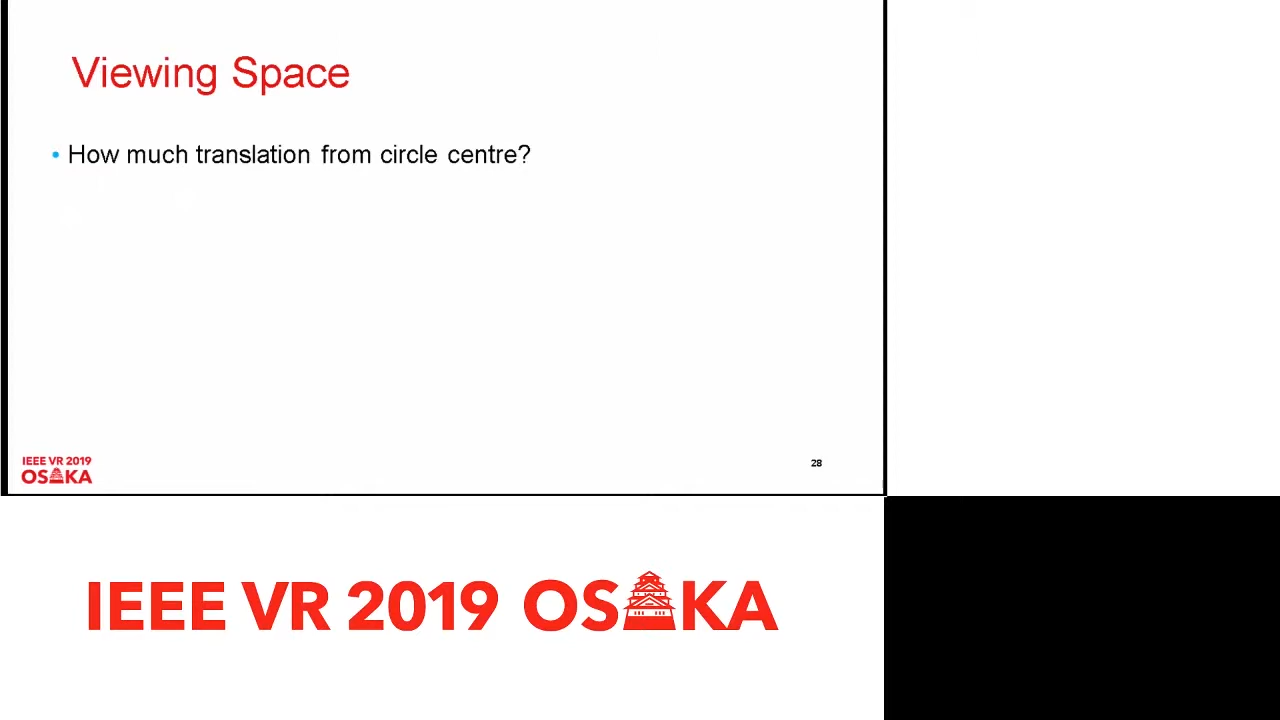 Viewing Space
• How much translation from circle centre?
IEEE VR 2019
OSAKA
28
IEEE VR 2019 OSAKA